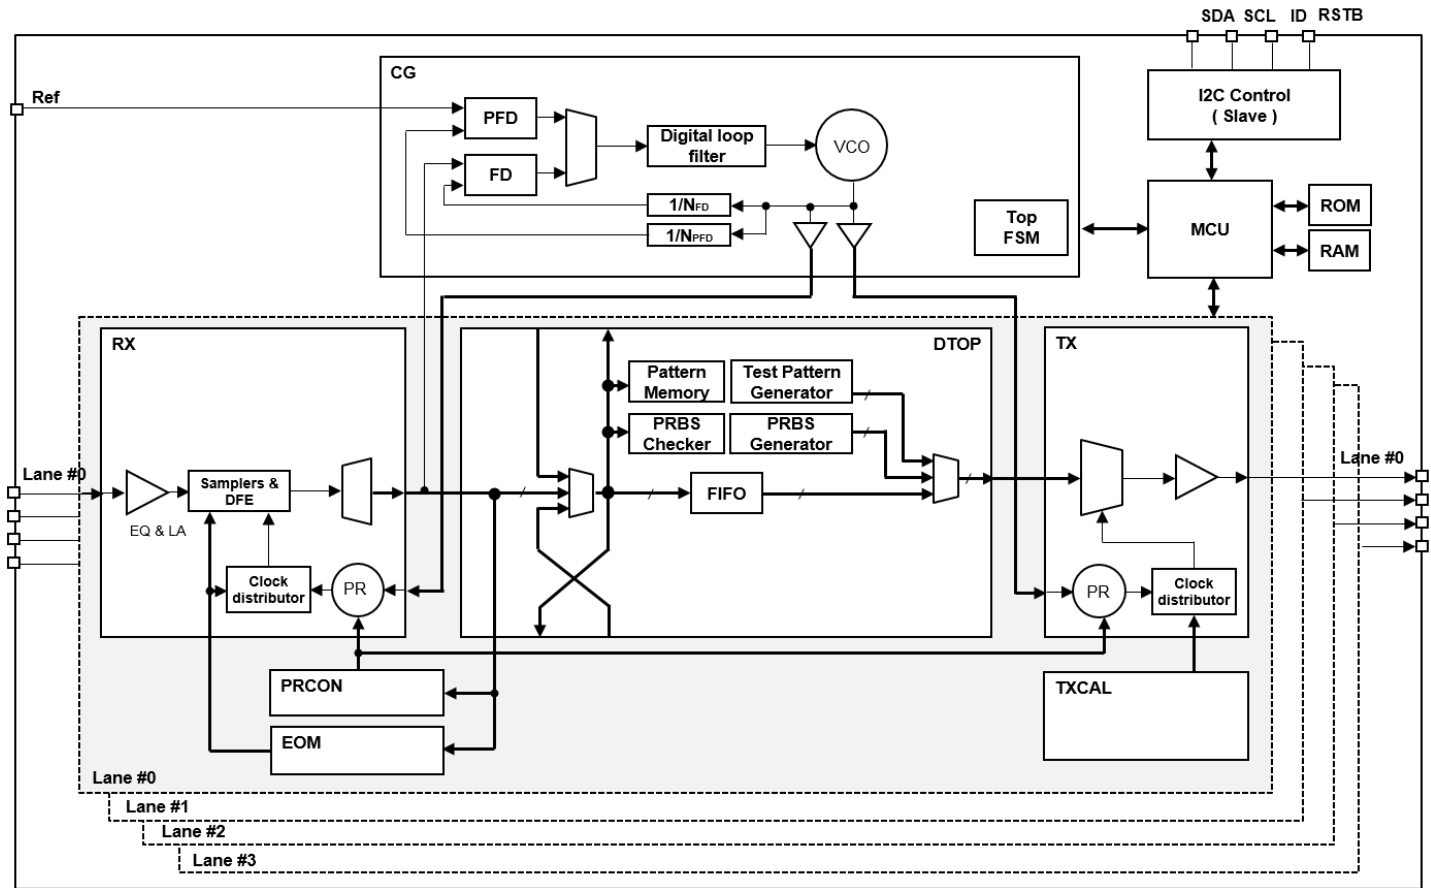 SDA SCL ID RSTB
CG
Ref
PFD
FD
Digital loop
filter
VCO
1/NFD
1/NPFD
Top
FSM
I2C Control
( Slave )
MCU
ROM
RAM
RX
DTOP
TX
Pattern
Memory
Test Pattern
Generator
PRBS
Checker
PRBS
Generator
Lane #0
Samplers &
DFE
EQ & LA
FIFO
Lane #0
Clock
distributor
PR
PR
Clock
distributor
PRCON
EOM
TXCAL
Lane #0
Lane #1
Lane #2
Lane #3